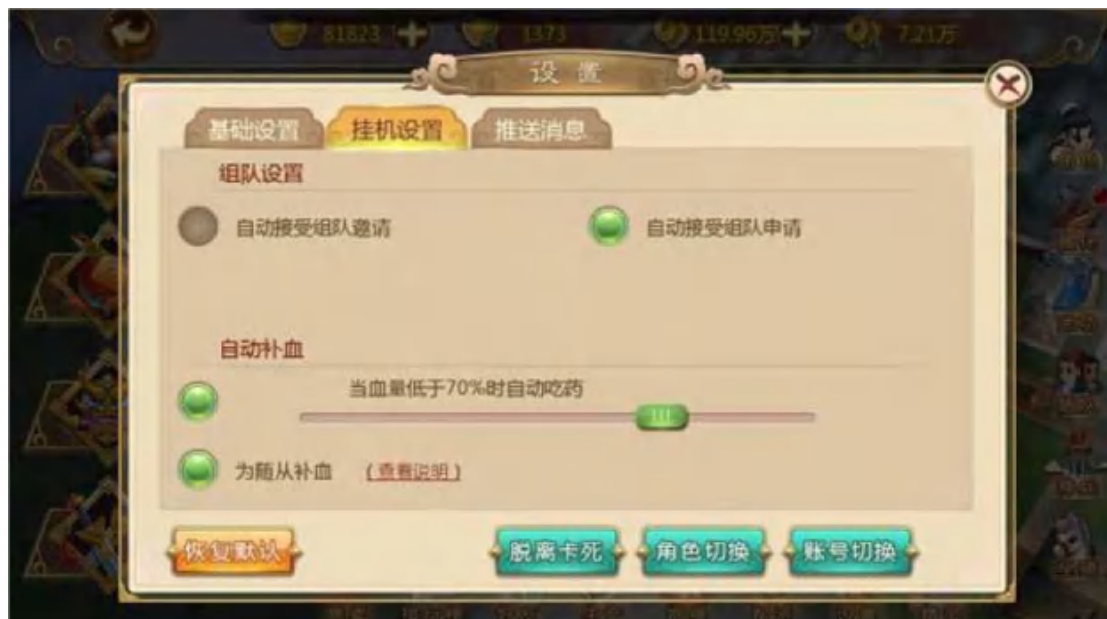 81823 1373 119.96万 7.21万
设置
基础设置 挂机设置 推送消息
组队设置
自动接受组队邀请 自动接受组队申请
自动补血
当血量低于70%时自动吃药
为随从补血 (查看说明)
恢复默认 脱离卡死 角色切换 账号切换